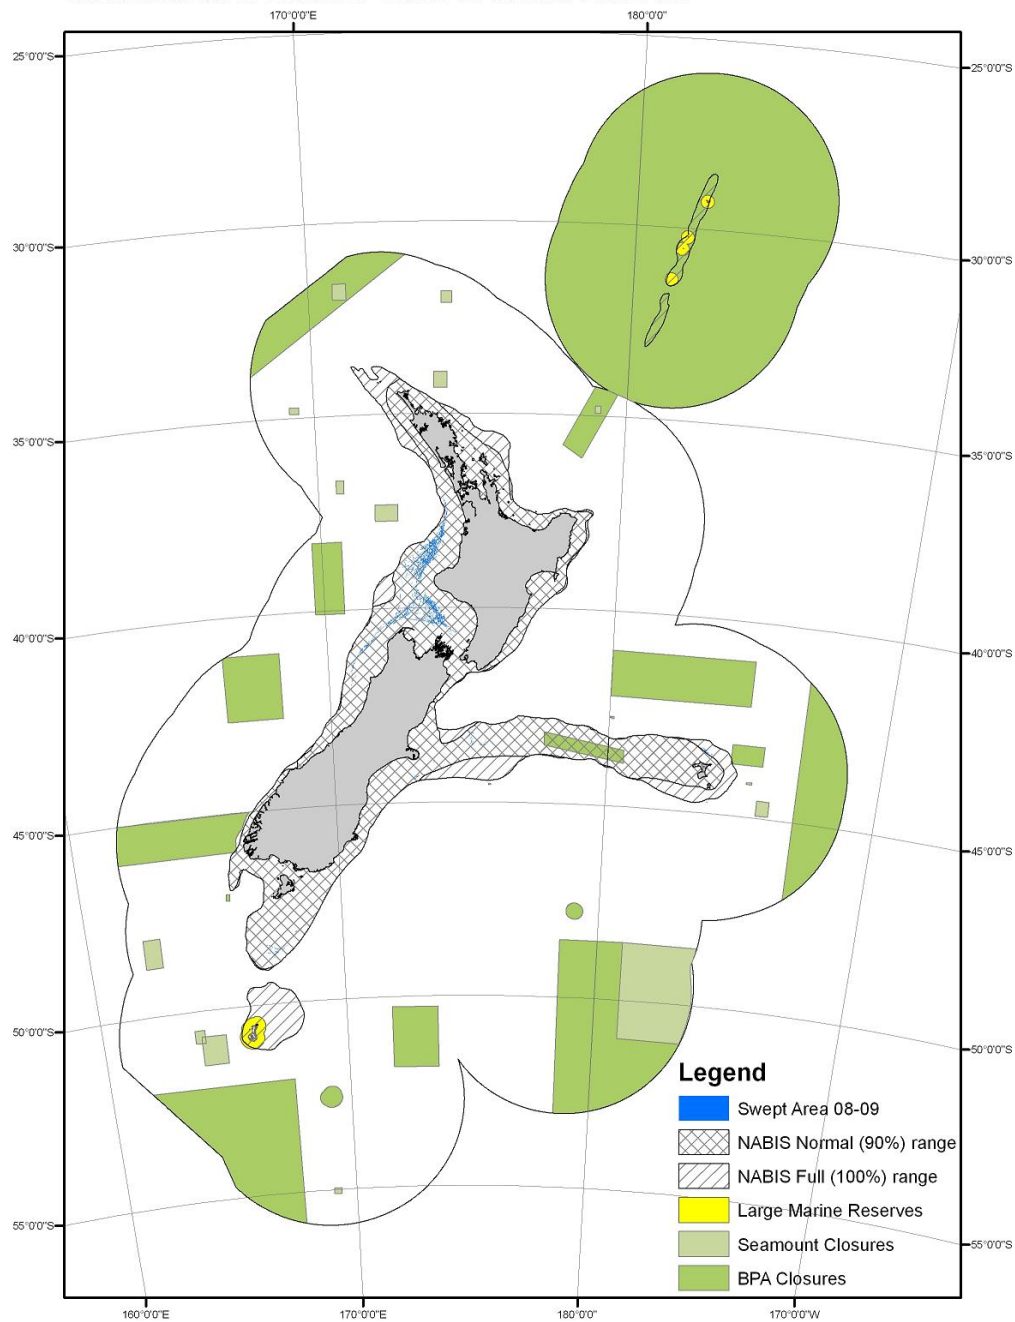 170°0'0"E 180°0'0"
25°0'0"S 25°0'0"S
30°0'0"S 30°0'0"S
35°0'0"S 35°0'0"S
40°0'0"S 40°0'0"S
45°0'0"S 45°0'0"S
50°0'0"S 50°0'0"S
Legend
Swept Area 08-09
NABIS Normal (90%) range
NABIS Full (100%) range
Large Marine Reserves
Seamount Closures
55°0'0"S 55°0'0"S
BPA Closures
160°0'0"E 170°0'0"E 180°0'0" 170°0'0"W